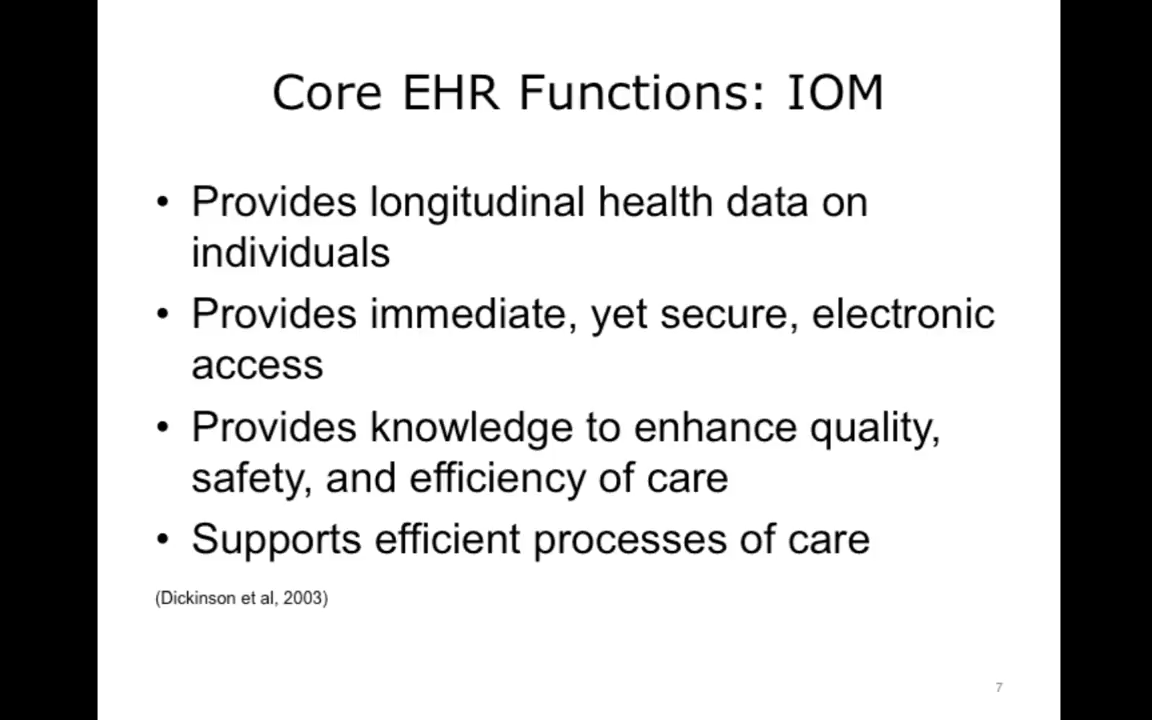 Core EHR Functions: IOM
• Provides longitudinal health data on
individuals
• Provides immediate, yet secure, electronic
access
• Provides knowledge to enhance quality,
safety, and efficiency of care
• Supports efficient processes of care
(Dickinson et al, 2003)
7